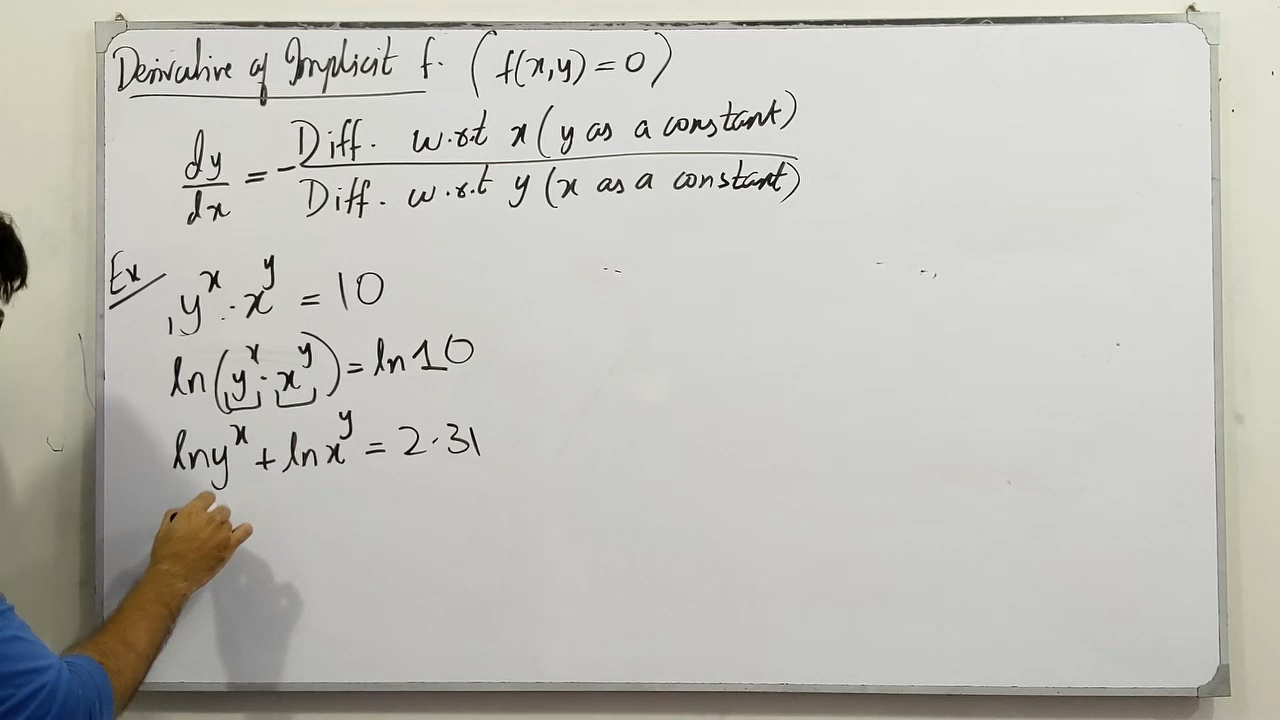 Derivative of Implicit f. (f(x,y) = 0)
dy/dx = - Diff. w.r.t x (y as a constant) / Diff. w.r.t y (x as a constant)
Ex
y^x . x^y = 10
ln(y^x . x^y) = ln 10
ln y^x + ln x^y = 2.31